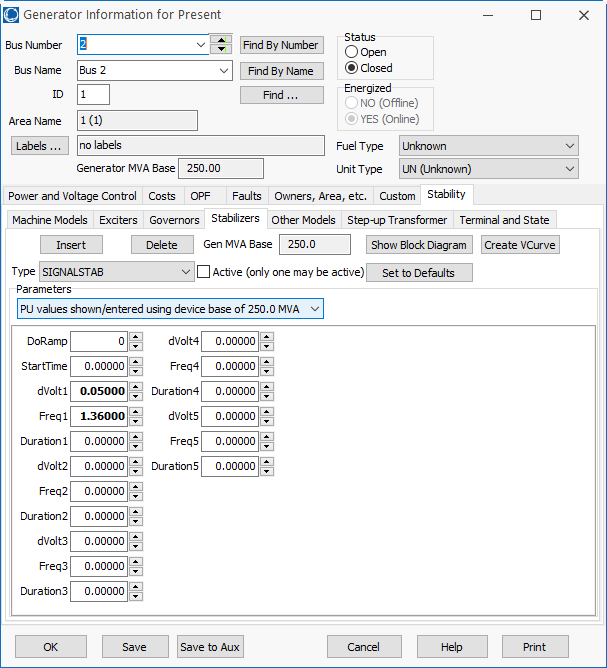 Generator Information for Present
Bus Number 2 Find By Number
Bus Name Bus 2 Find By Name
ID 1 Find ...
Area Name 1 (1)
Labels ... no labels
Generator MVA Base 250.00
Status
Open
Closed
Energized
NO (Offline)
YES (Online)
Fuel Type Unknown
Unit Type UN (Unknown)
Power and Voltage Control Costs OPF Faults Owners, Area, etc. Custom Stability
Machine Models Exciters Governors Stabilizers Other Models Step-up Transformer Terminal and State
Insert Delete Gen MVA Base 250.0 Show Block Diagram Create VCurve
Type SIGNALSTAB Active (only one may be active) Set to Defaults
Parameters
PU values shown/entered using device base of 250.0 MVA
DoRamp 0 dVolt4 0.00000
StartTime 0.00000 Freq4 0.00000
dVolt1 0.05000 Duration4 0.00000
Freq1 1.36000 dVolt5 0.00000
Duration1 0.00000 Freq5 0.00000
dVolt2 0.00000 Duration5 0.00000
Freq2 0.00000
Duration2 0.00000
dVolt3 0.00000
Freq3 0.00000
Duration3 0.00000
OK Save Save to Aux Cancel Help Print